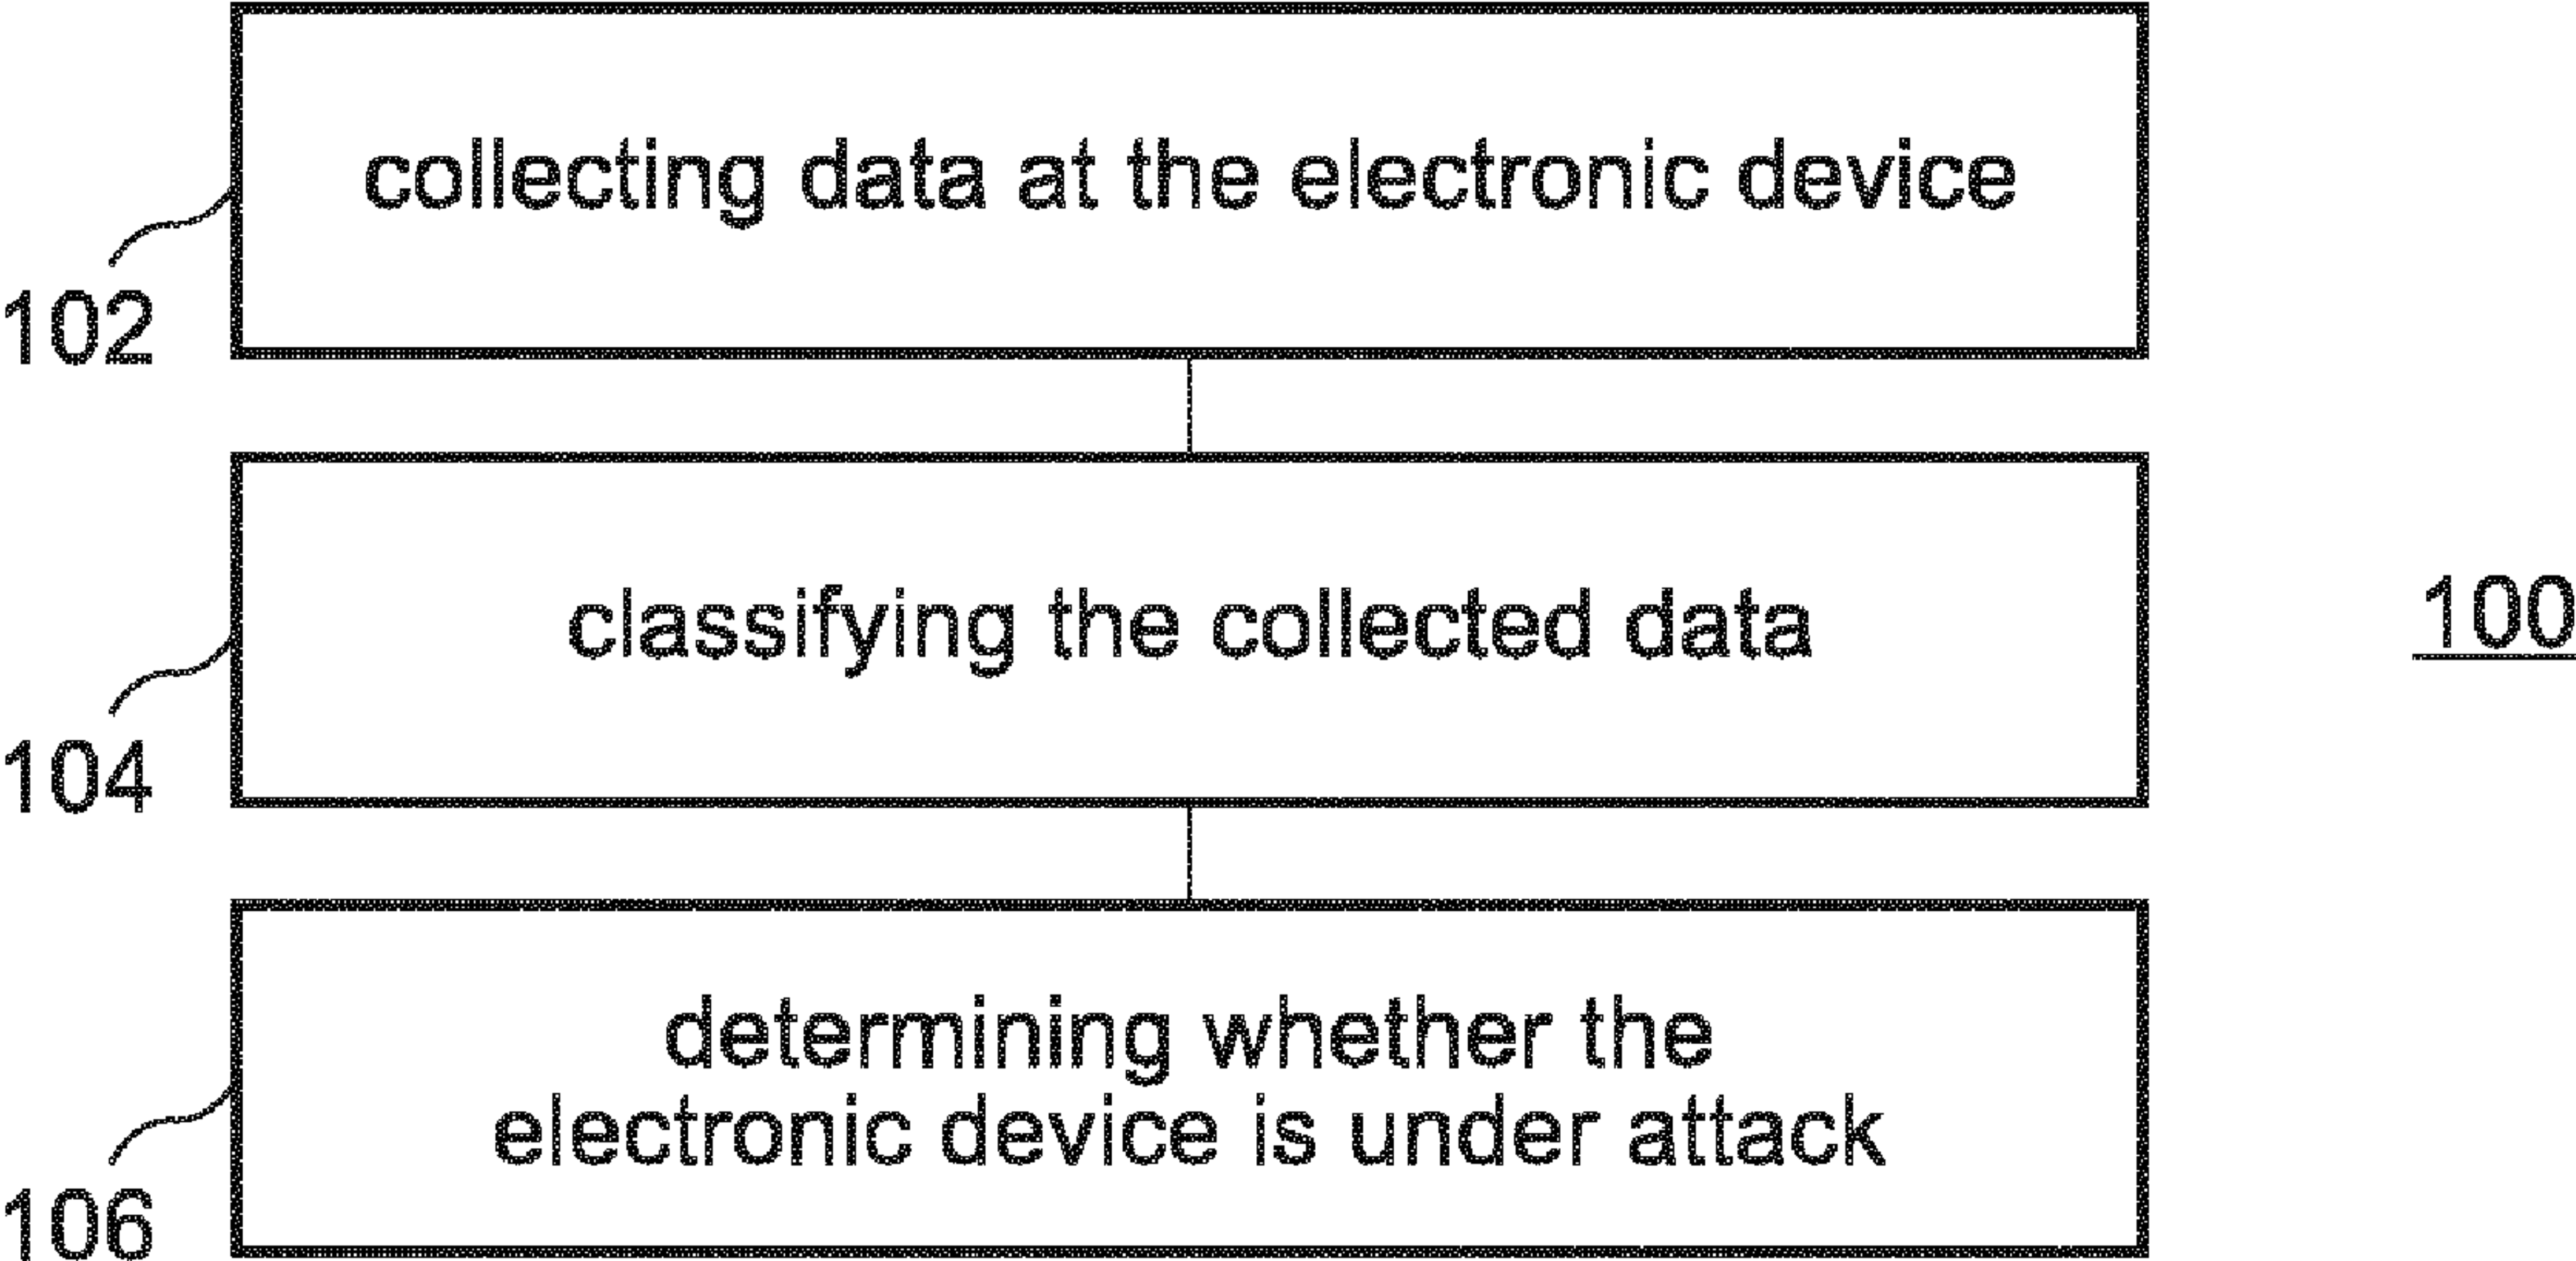 collecting data at the electronic device
102
classifying the collected data
100
104
determining whether the
electronic device is under attack
106